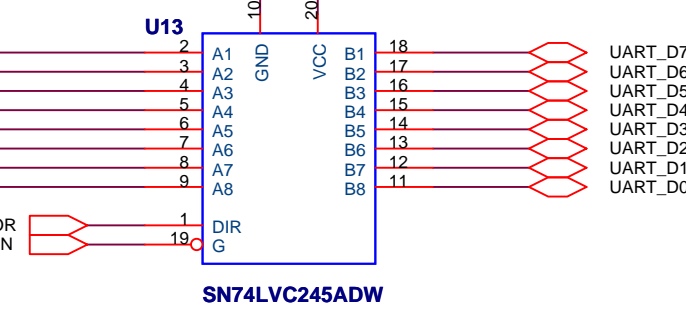 10
20
U13
2 A1 GND VCC B1 18 UART_D7
3 A2 B2 17 UART_D6
4 A3 B3 16 UART_D5
5 A4 B4 15 UART_D4
6 A5 B5 14 UART_D3
7 A6 B6 13 UART_D2
8 A7 B7 12 UART_D1
9 A8 B8 11 UART_D0
1 DIR
19 G
SN74LVC245ADW